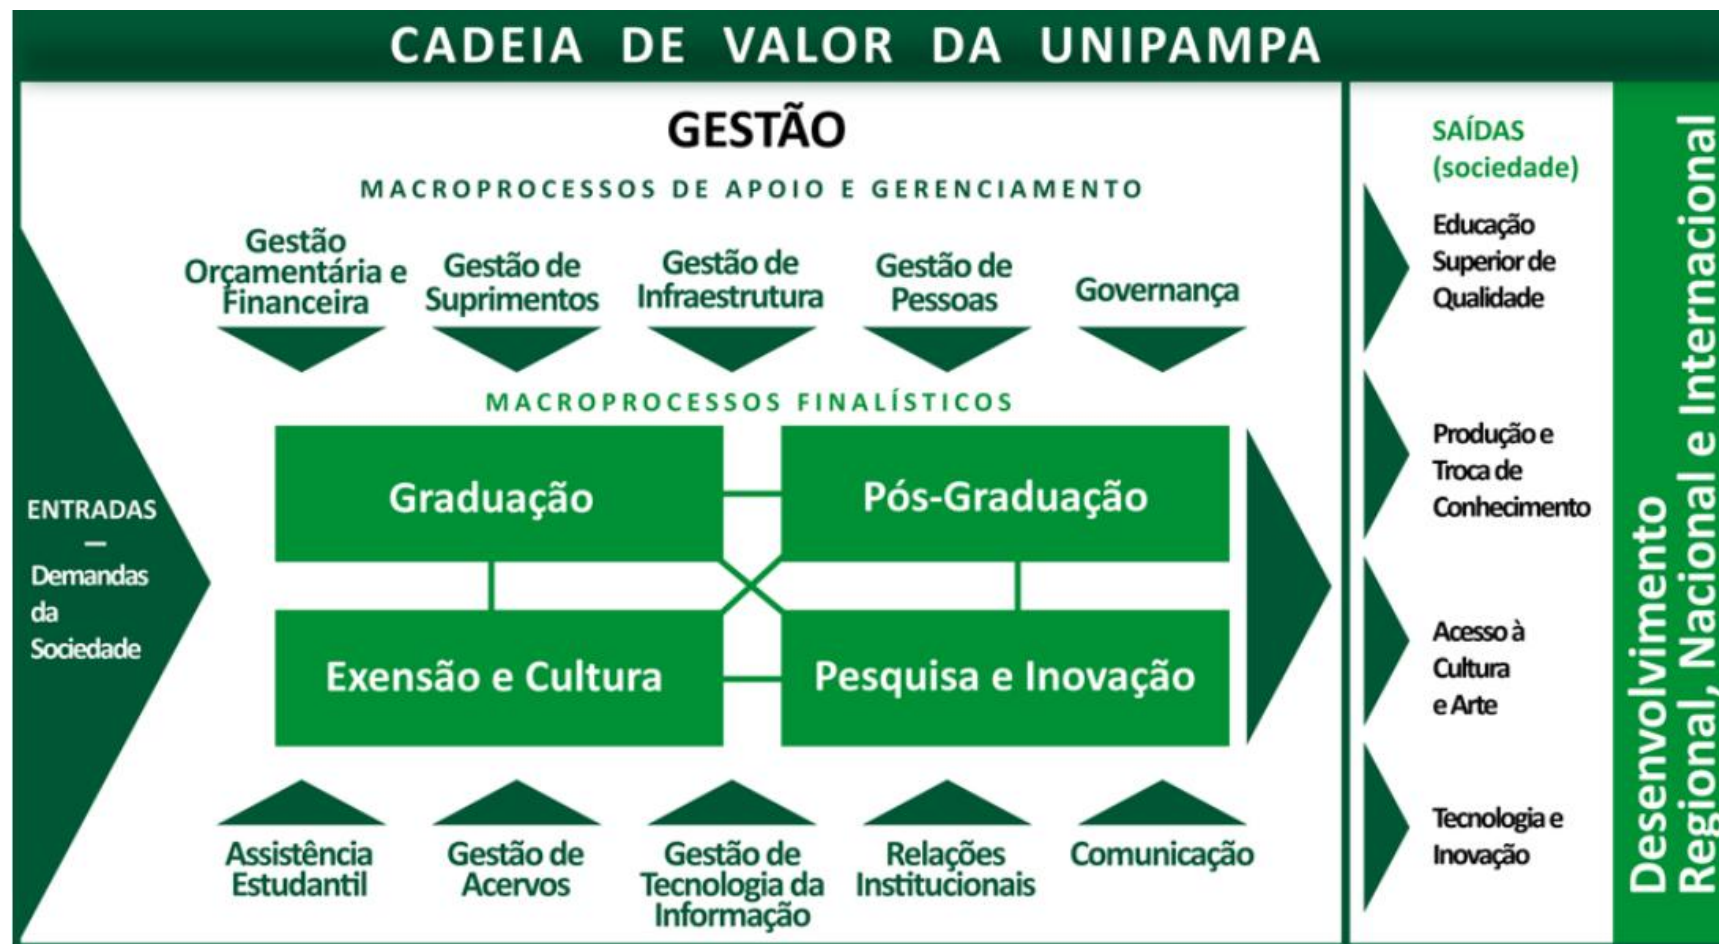 CADEIA DE VALOR DA UNIPAMPA
GESTÃO
MACROPROCESSOS DE APOIO E GERENCIAMENTO
Gestão
Orçamentária e
Financeira
Gestão de
Suprimentos
Gestão de
Infraestrutura
Gestão de
Pessoas
Governança
MACROPROCESSOS FINALÍSTICOS
ENTRADAS
—
Demandas
da
Sociedade
Graduação
Pós-Graduação
Exensão e Cultura
Pesquisa e Inovação
Assistência
Estudantil
Gestão de
Acervos
Gestão de
Tecnologia da
Informação
Relações
Institucionais
Comunicação
SAÍDAS
(sociedade)
Educação
Superior de
Qualidade
Produção e
Troca de
Conhecimento
Acesso à
Cultura
e Arte
Tecnologia e
Inovação
Desenvolvimento
Regional, Nacional e Internacional